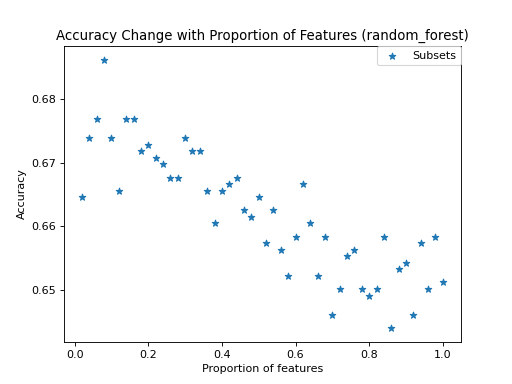 Accuracy Change with Proportion of Features (random_forest)
Subsets
0.68
0.67
0.66
0.65
Accuracy
0.0 0.2 0.4 0.6 0.8 1.0
Proportion of features